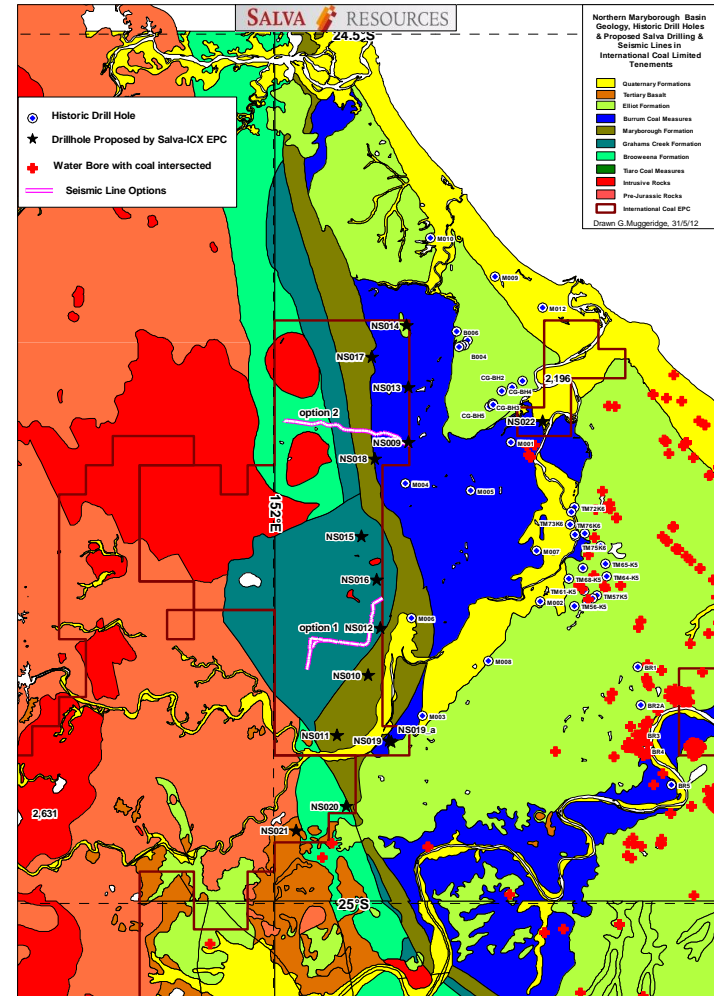 SALVA RESOURCES
24.5°S
Northern Maryborough Basin
Geology, Historic Drill Holes
& Proposed Salva Drilling &
Seismic Lines in
International Coal Limited
Tenements
Quaternary Formations
Tertiary Basalt
Elliot Formation
Burrum Coal Measures
Maryborough Formation
Grahams Creek Formation
Brooweena Formation
Tiaro Coal Measures
Intrusive Rocks
Pre-Jurassic Rocks
International Coal EPC
Drawn G.Muggeridge, 31/5/12
Historic Drill Hole
Drillhole Proposed by Salva-ICX EPC
Water Bore with coal intersected
Seismic Line Options
M010
M009
M012
NS014
B006
B004
NS017
CG-BH2
2,196
NS013
CG-BH4
CG-BH3
CG-BH5
option 2
NS022
NS009
M001
NS018
M004
M005
152°E
TM72K6
TM73K6
TM76K6
NS015
TM75K6
M007
TM65-K5
NS016
TM68-K5
TM64-K5
TM61-K5
TM57K5
M002
TM56-K5
M006
option 1
NS012
M008
BR1
NS010
BR2A
M003
NS019_a
NS011
NS019
BR3
BR4
BR5
NS020
2,631
NS021
25°S